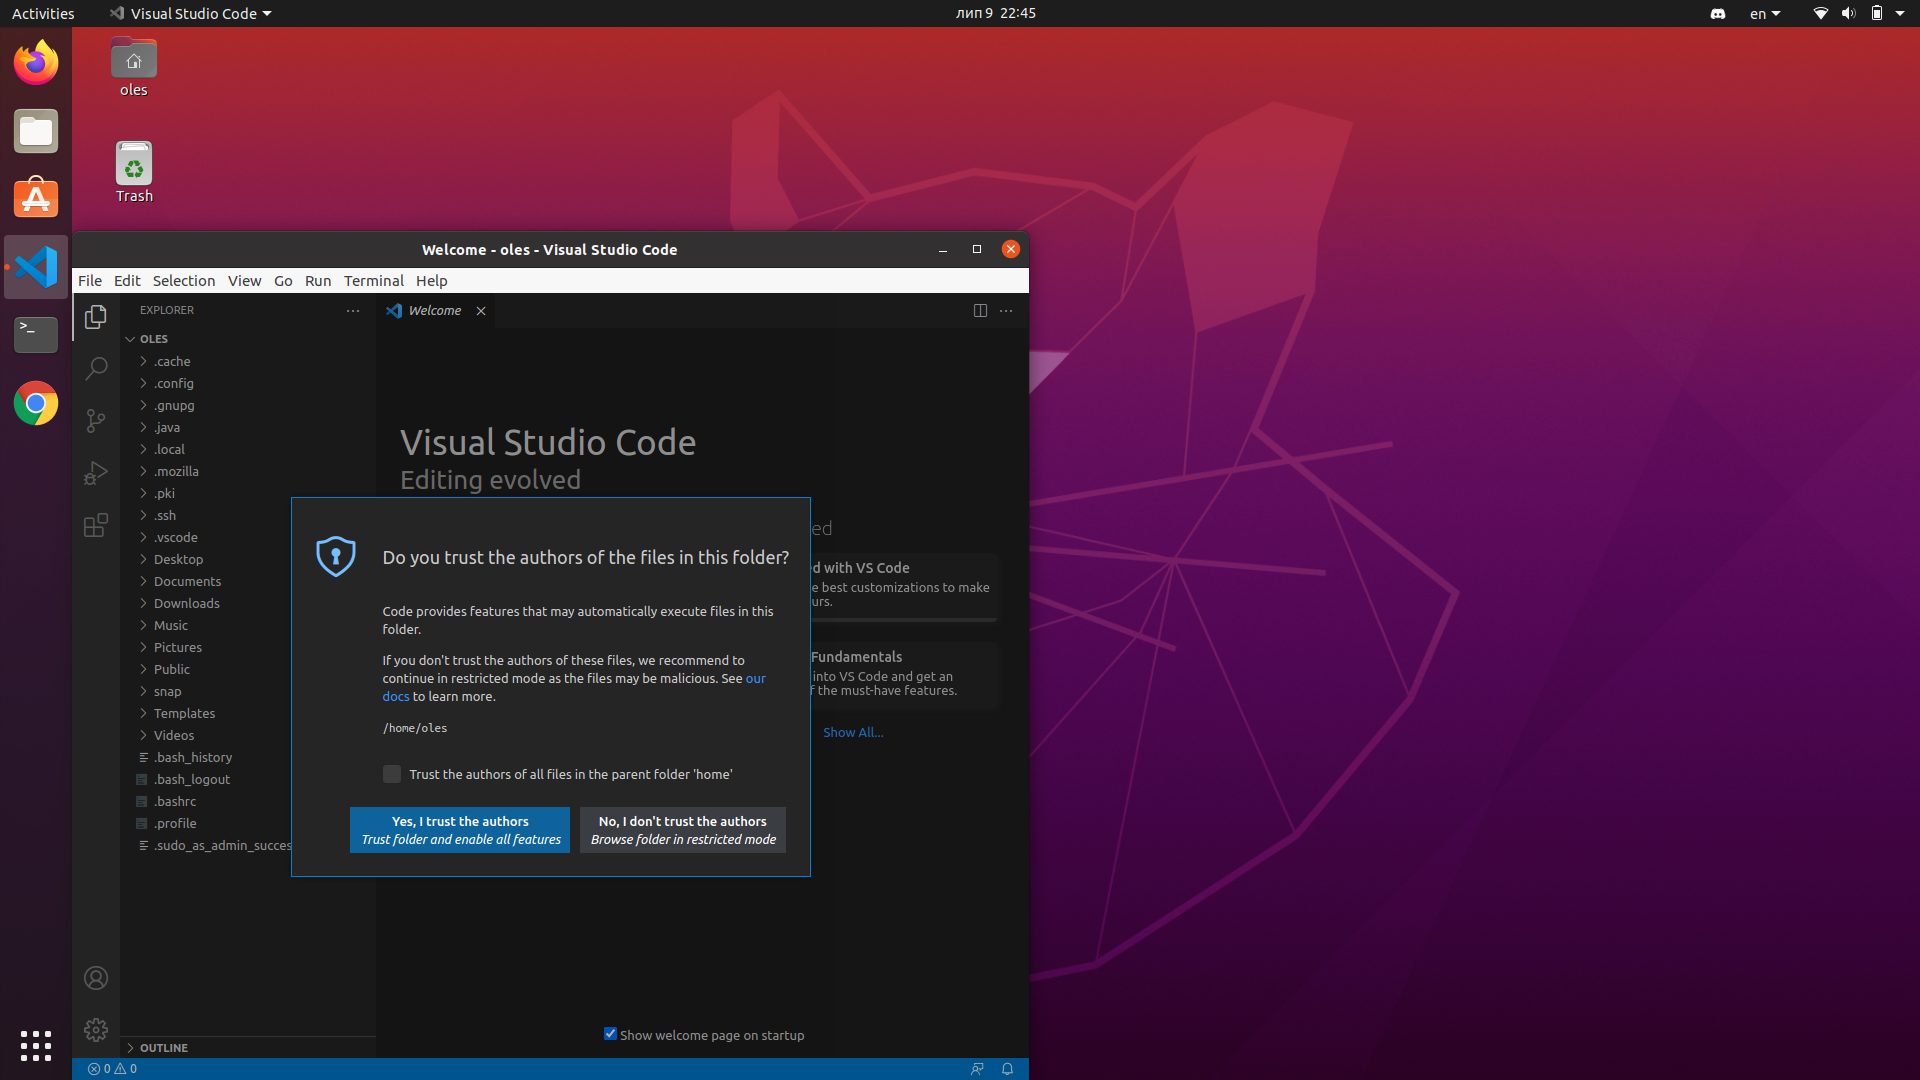 Activities
Visual Studio Code
лип 9 22:45
en
oles
Trash
Welcome - oles - Visual Studio Code
File Edit Selection View Go Run Terminal Help
EXPLORER
Welcome
OLES
.cache
.config
.gnupg
.java
.local
.mozilla
.pki
.ssh
.vscode
Desktop
Documents
Downloads
Music
Pictures
Public
snap
Templates
Videos
.bash_history
.bash_logout
.bashrc
.profile
.sudo_as_admin_succes
OUTLINE
Visual Studio Code
Editing evolved
ed
d with VS Code
e best customizations to make
urs.
Fundamentals
into VS Code and get an
f the must-have features.
Show All...
Do you trust the authors of the files in this folder?
Code provides features that may automatically execute files in this
folder.
If you don't trust the authors of these files, we recommend to
continue in restricted mode as the files may be malicious. See our
docs to learn more.
/home/oles
Trust the authors of all files in the parent folder 'home'
Yes, I trust the authors
Trust folder and enable all features
No, I don't trust the authors
Browse folder in restricted mode
Show welcome page on startup
0 0